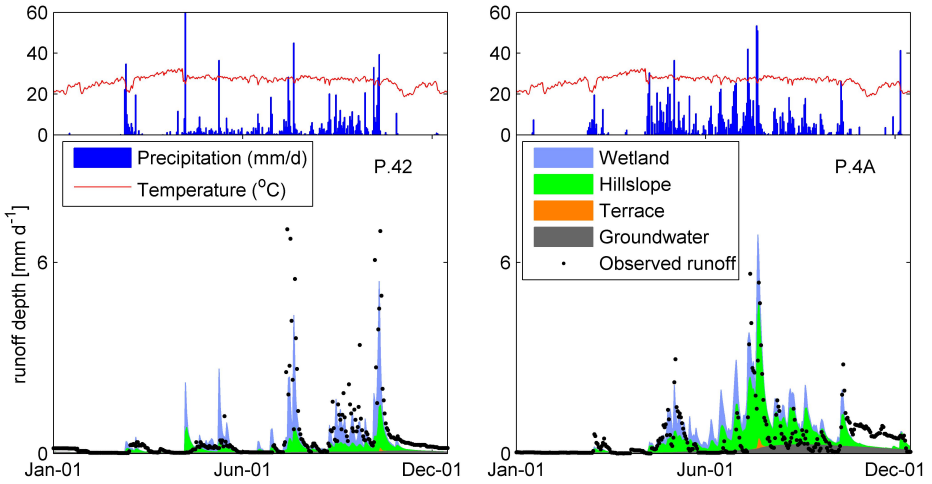 60
40
20
0
Precipitation (mm/d)
Temperature (°C)
P.42
runoff depth [mm d⁻¹]
6
0
Jan-01
Jun-01
Dec-01
60
40
20
0
Wetland
Hillslope
Terrace
Groundwater
Observed runoff
P.4A
6
0
Jan-01
Jun-01
Dec-01